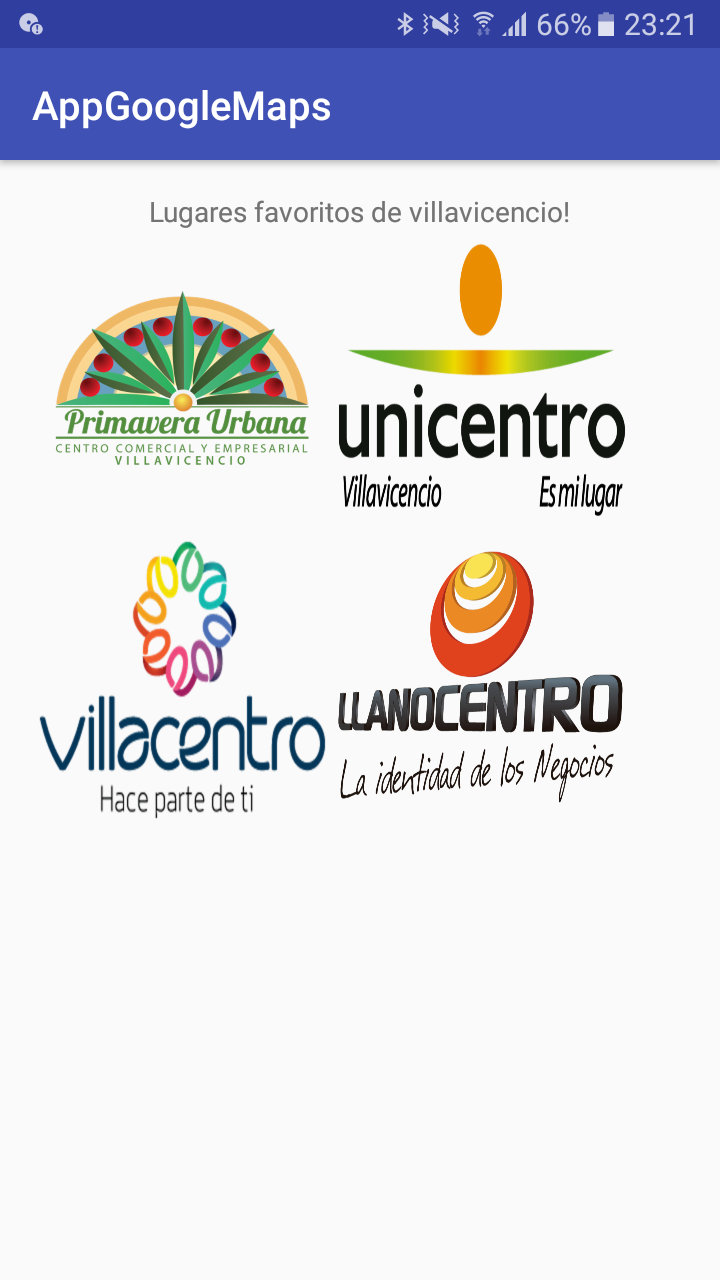 66% 23:21
AppGoogleMaps
Lugares favoritos de villavicencio!
Primavera Urbana
CENTRO COMERCIAL Y EMPRESARIAL
VILLAVICENCIO
unicentro
Villavicencio Es mi lugar
villacentro
Hace parte de ti
LLANOCENTRO
La identidad de los Negocios